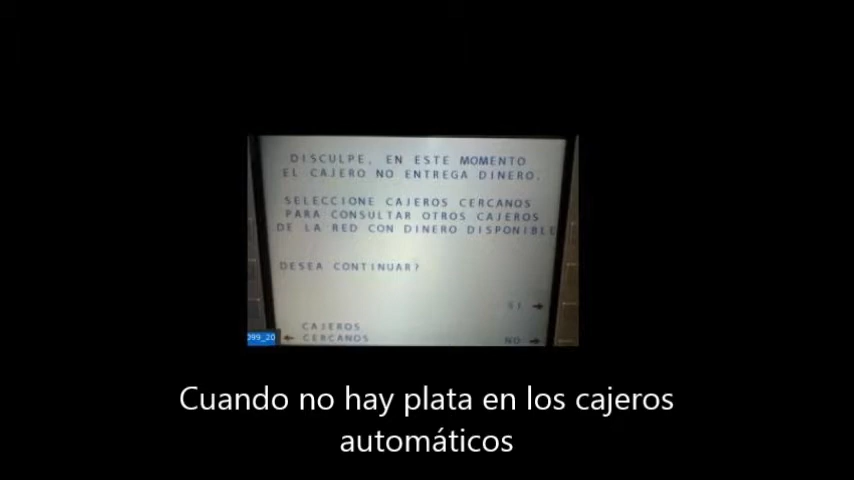 DISCULPE, EN ESTE MOMENTO
EL CAJERO NO ENTREGA DINERO.
SELECCIONE CAJEROS CERCANOS
PARA CONSULTAR OTROS CAJEROS
DE LA RED CON DINERO DISPONIBLE
DESEA CONTINUAR?
SI →
CAJEROS
← CERCANOS
NO →
099_20
Cuando no hay plata en los cajeros
automáticos